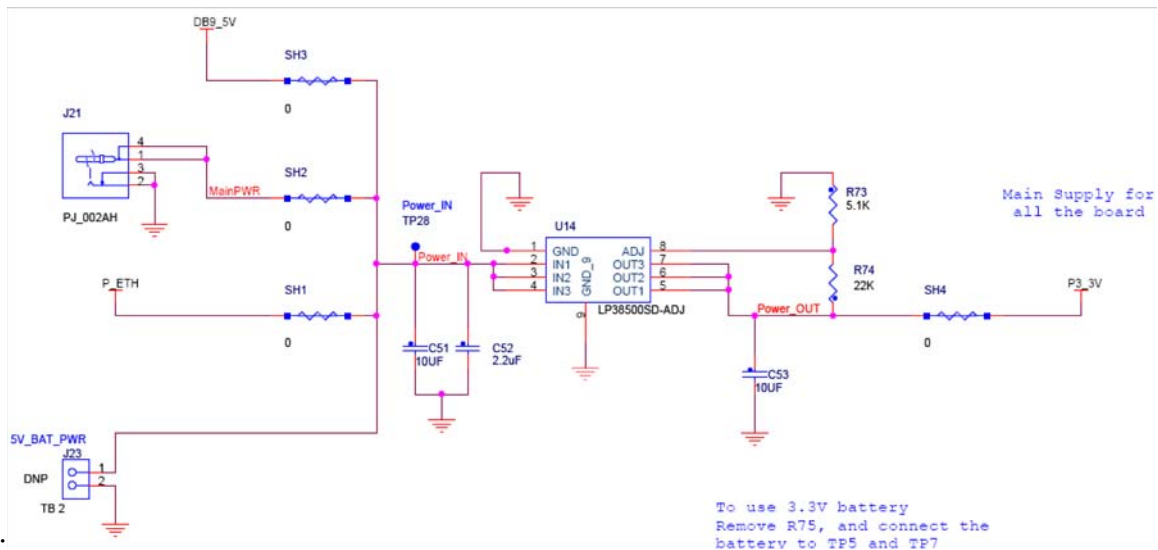 DB9_5V
SH3
0
J21
4
1
3
2
MainPWR
PJ_002AH
SH2
0
Power_IN
TP28
Power_IN
P_ETH
SH1
0
C51
10UF
C52
2.2uF
U14
1
2
3
4
GND
IN1
IN2
IN3
GND_9
9
ADJ
OUT3
OUT2
OUT1
8
7
6
5
LP38500SD-ADJ
R73
5.1K
R74
22K
Main Supply for
all the board
Power_OUT
SH4
0
P3_3V
C53
10UF
5V_BAT_PWR
J23
1
2
DNP
TB 2
To use 3.3V battery
Remove R75, and connect the
battery to TP5 and TP7